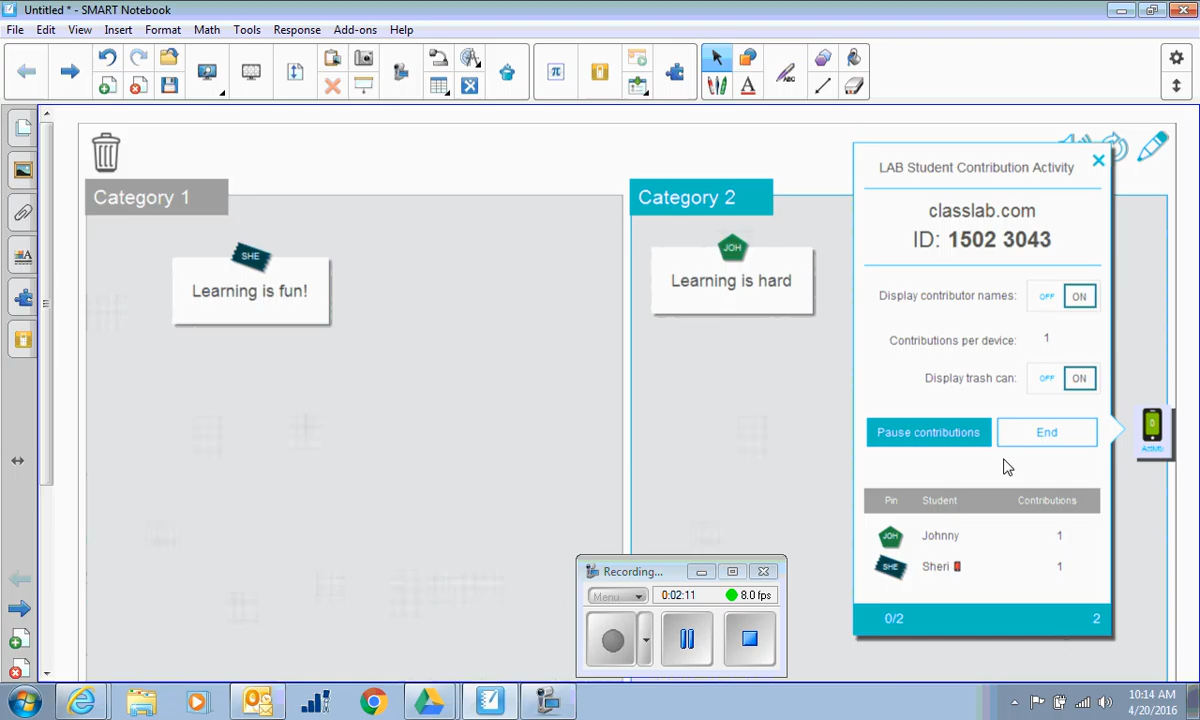 Untitled * - SMART Notebook
File Edit View Insert Format Math Tools Response Add-ons Help
Category 1
Category 2
SHE
Learning is fun!
JOH
Learning is hard
LAB Student Contribution Activity
classlab.com
ID: 1502 3043
Display contributor names: OFF ON
Contributions per device: 1
Display trash can: OFF ON
Pause contributions End
Activity
Pin Student Contributions
JOH Johnny 1
SHE Sheri 1
0/2 2
Recording...
Menu 0:02:11 8.0 fps
10:14 AM
4/20/2016